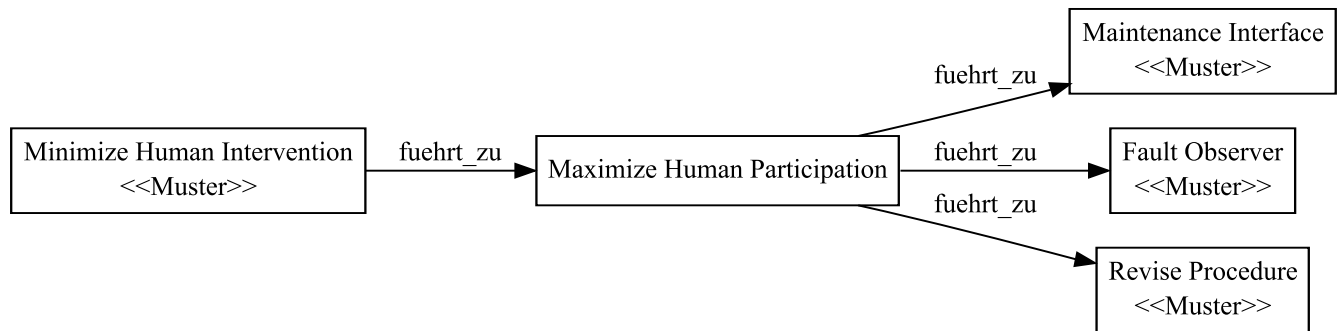 Minimize Human Intervention
<<Muster>>
fuehrt_zu
Maximize Human Participation
fuehrt_zu
Maintenance Interface
<<Muster>>
fuehrt_zu
Fault Observer
<<Muster>>
fuehrt_zu
Revise Procedure
<<Muster>>